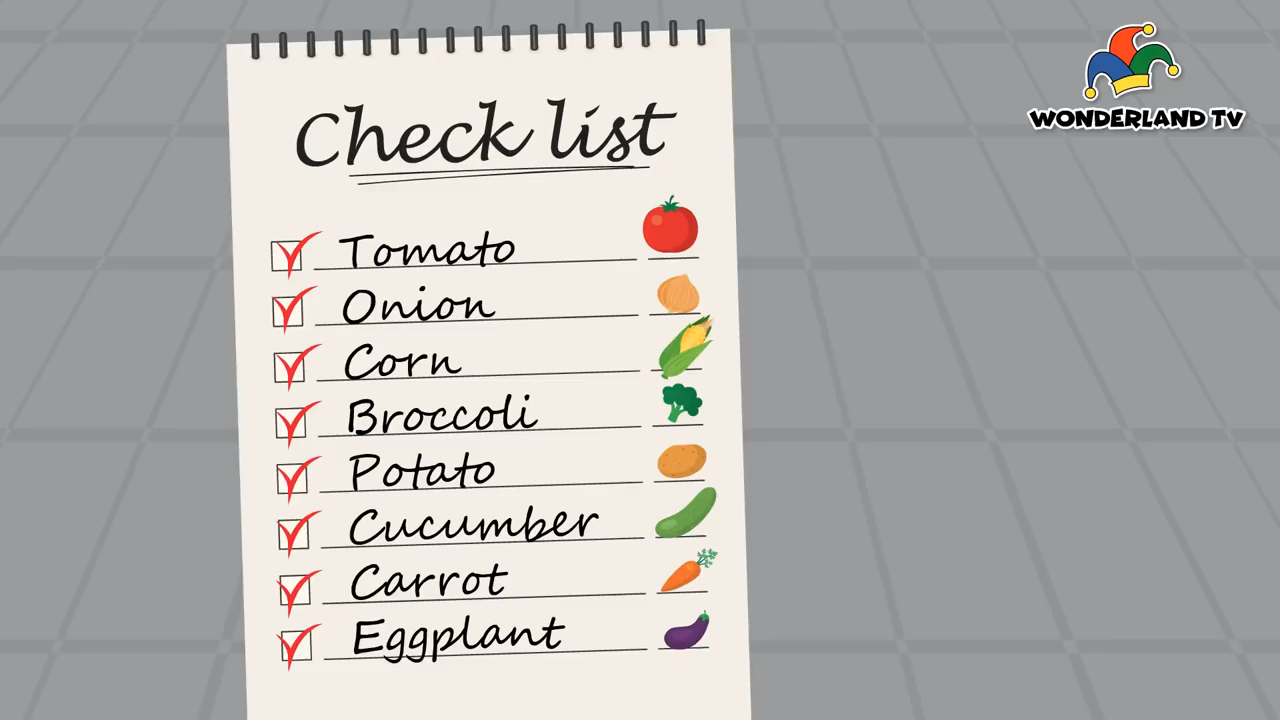 WONDERLAND TV
Check list
Tomato
Onion
Corn
Broccoli
Potato
Cucumber
Carrot
Eggplant